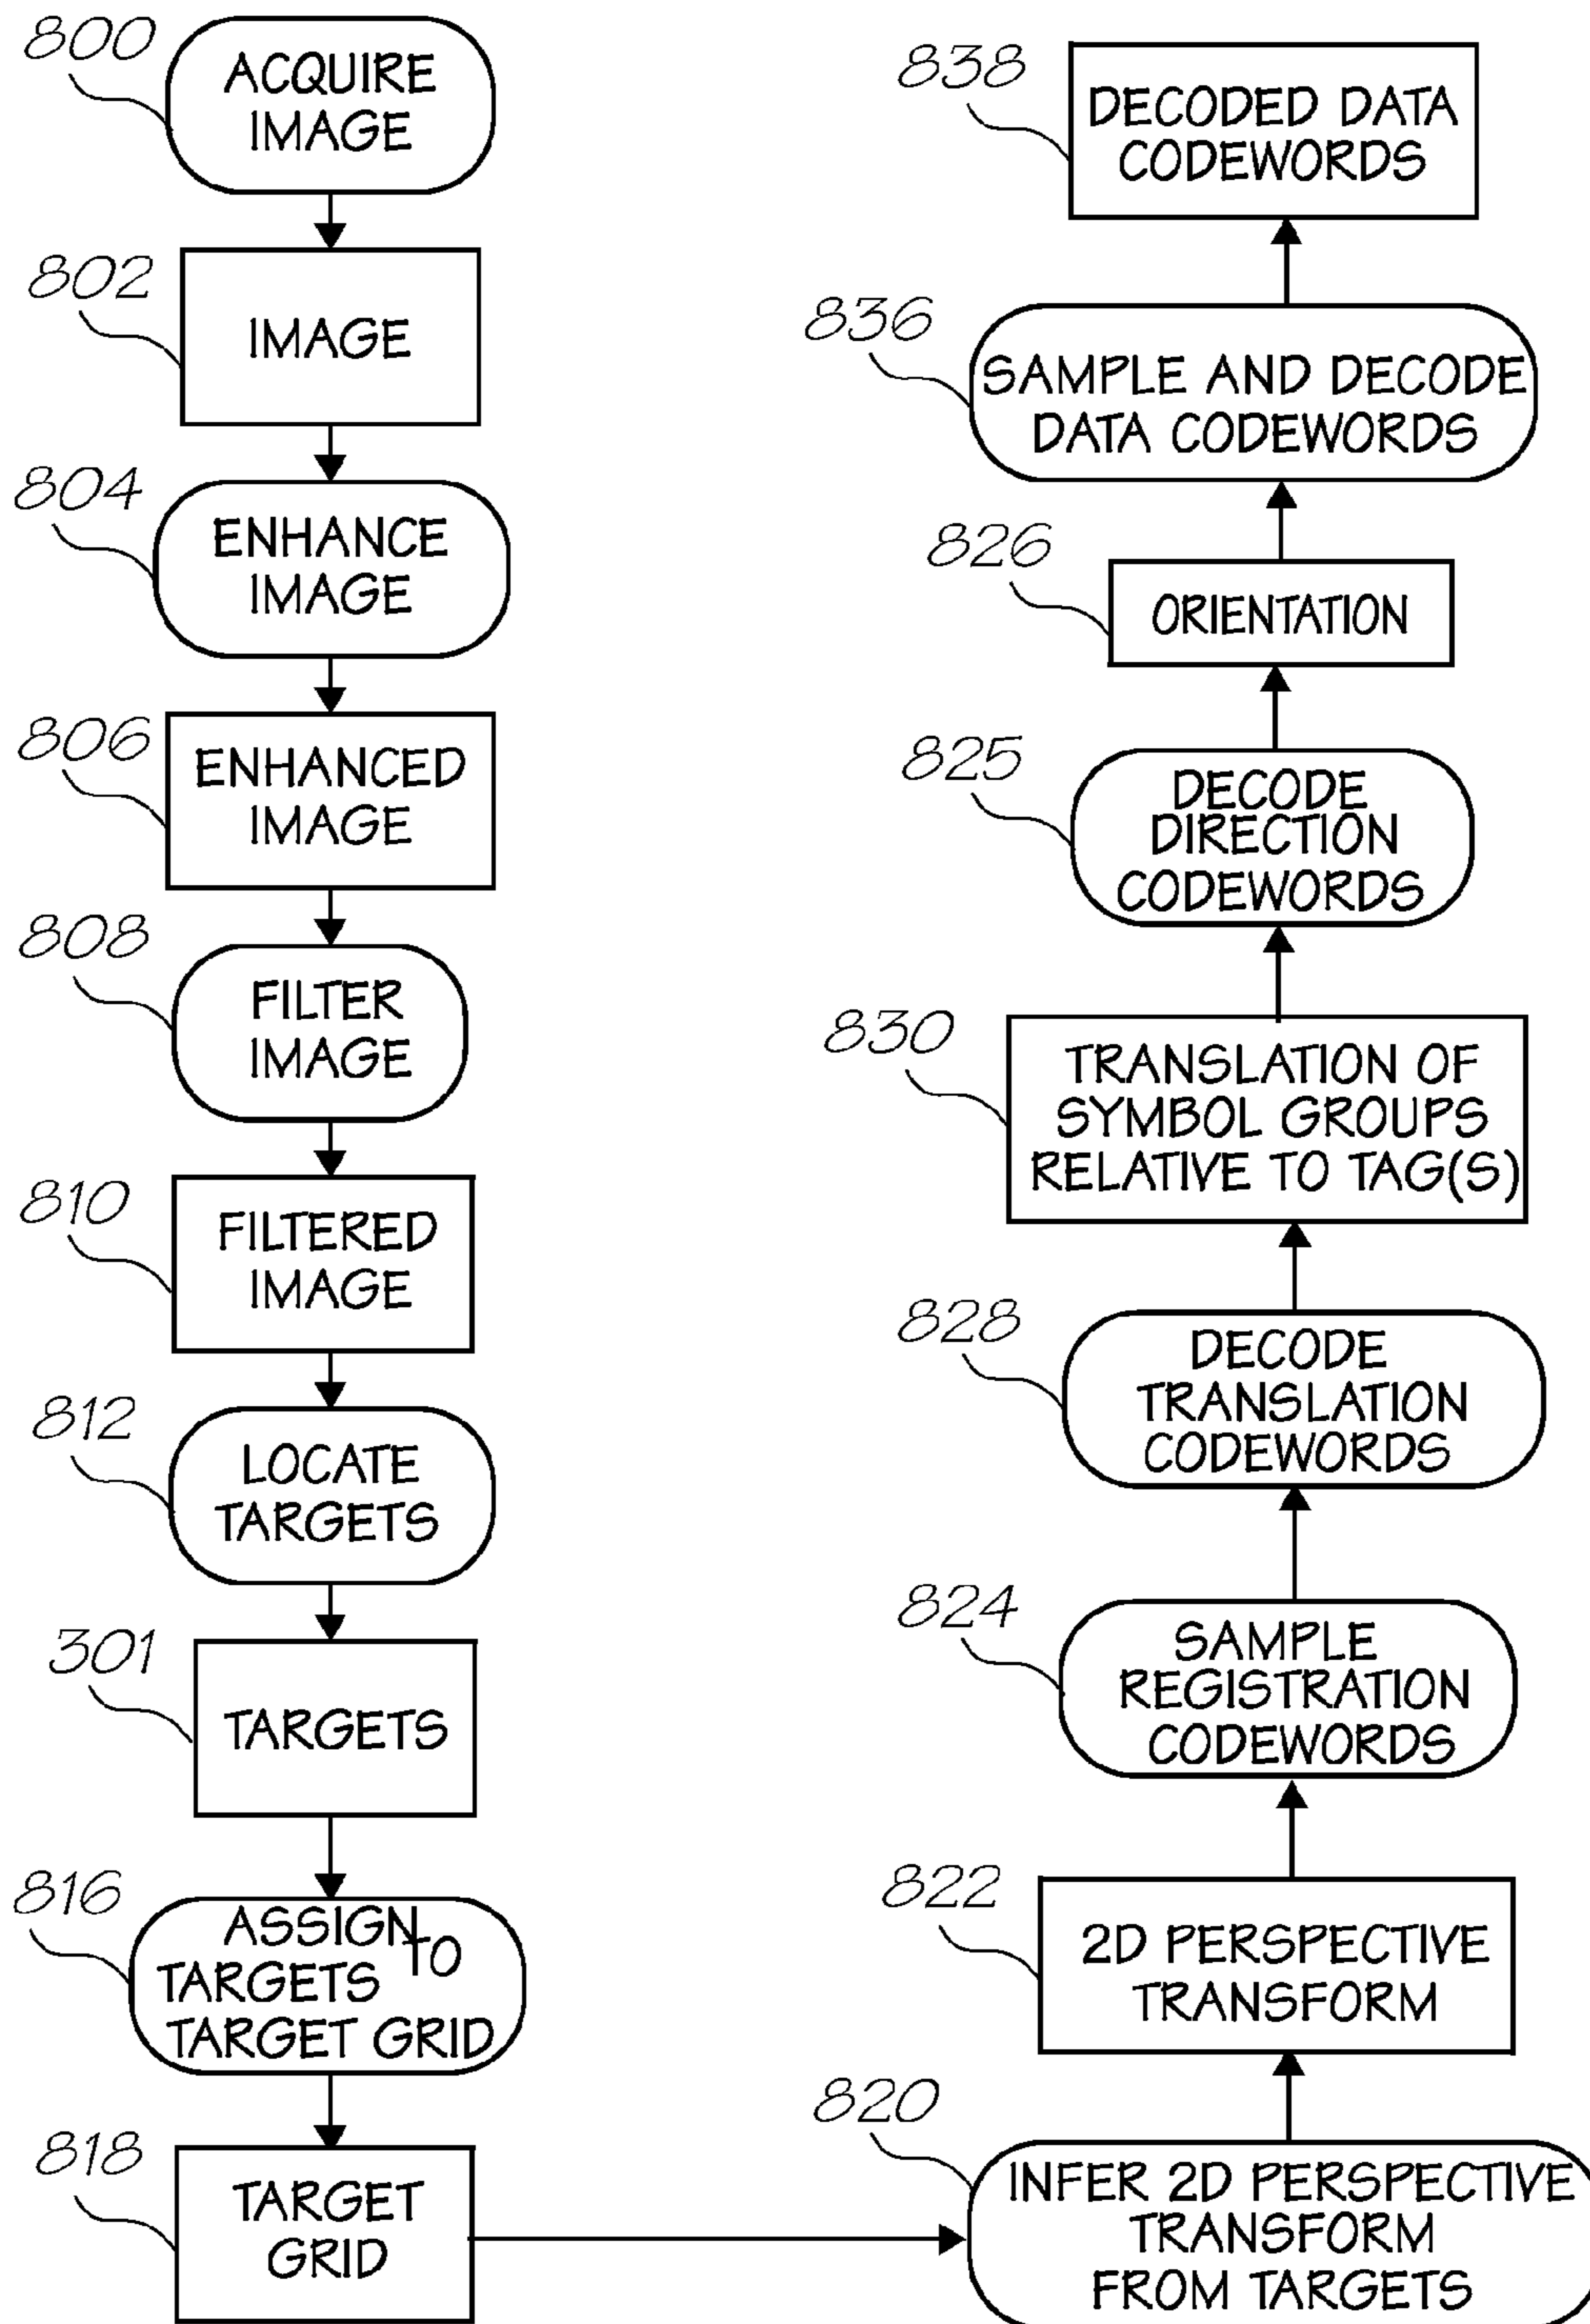 800
ACQUIRE
IMAGE
802
IMAGE
804
ENHANCE
IMAGE
806
ENHANCED
IMAGE
808
FILTER
IMAGE
810
FILTERED
IMAGE
812
LOCATE
TARGETS
301
TARGETS
816
ASSIGN TO
TARGETS
TARGET GRID
818
TARGET
GRID
820
INFER 2D PERSPECTIVE
TRANSFORM
FROM TARGETS
822
2D PERSPECTIVE
TRANSFORM
824
SAMPLE
REGISTRATION
CODEWORDS
828
DECODE
TRANSLATION
CODEWORDS
830
TRANSLATION OF
SYMBOL GROUPS
RELATIVE TO TAG(S)
825
DECODE
DIRECTION
CODEWORDS
826
ORIENTATION
836
SAMPLE AND DECODE
DATA CODEWORDS
838
DECODED DATA
CODEWORDS